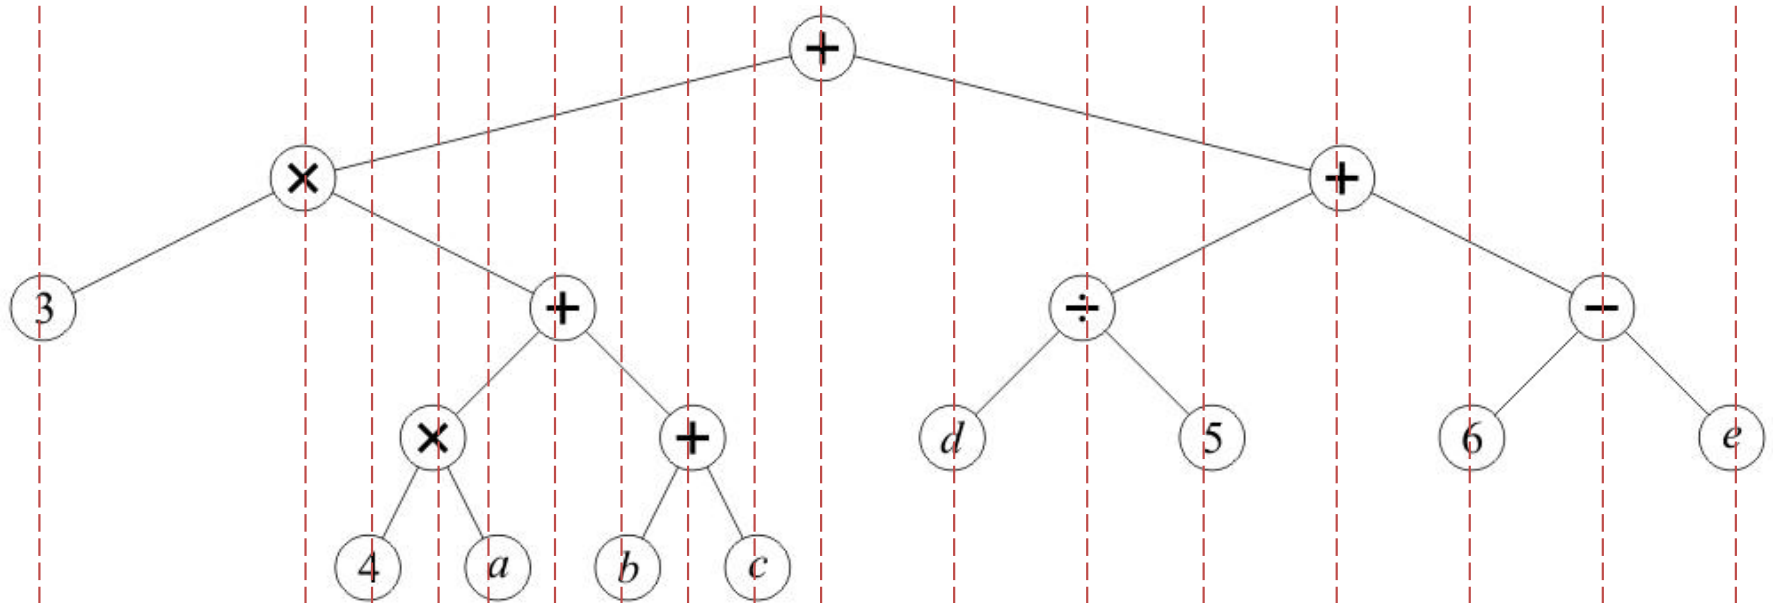 +
× +
3 + ÷ −
× + d 5 6 e
4 a b c